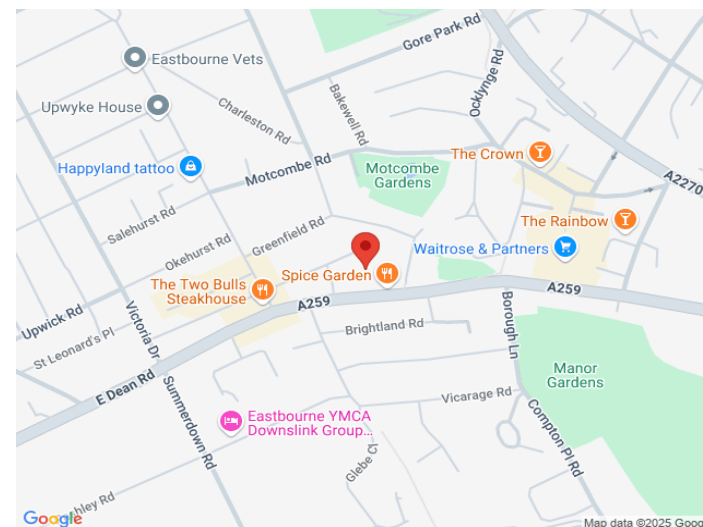 Gore Park Rd
Eastbourne Vets
Ocklynge Rd
Bakewell Rd
Upwyke House
Charleston Rd
The Crown
A2270
Motcombe Rd
Motcombe
Gardens
Happyland tattoo
Salehurst Rd
The Rainbow
Greenfield Rd
Okehurst Rd
Waitrose & Partners
Spice Garden
The Two Bulls
Steakhouse
A259
A259
Upwick Rd
Victoria Dr
Borough Ln
St Leonard's Pl
Brightland Rd
Manor
Gardens
E Dean Rd
Summerdown Rd
Vicarage Rd
Compton Pl Rd
Eastbourne YMCA
Downslink Group...
Glebe Cl
shley Rd
Google
Map data ©2025 Goog